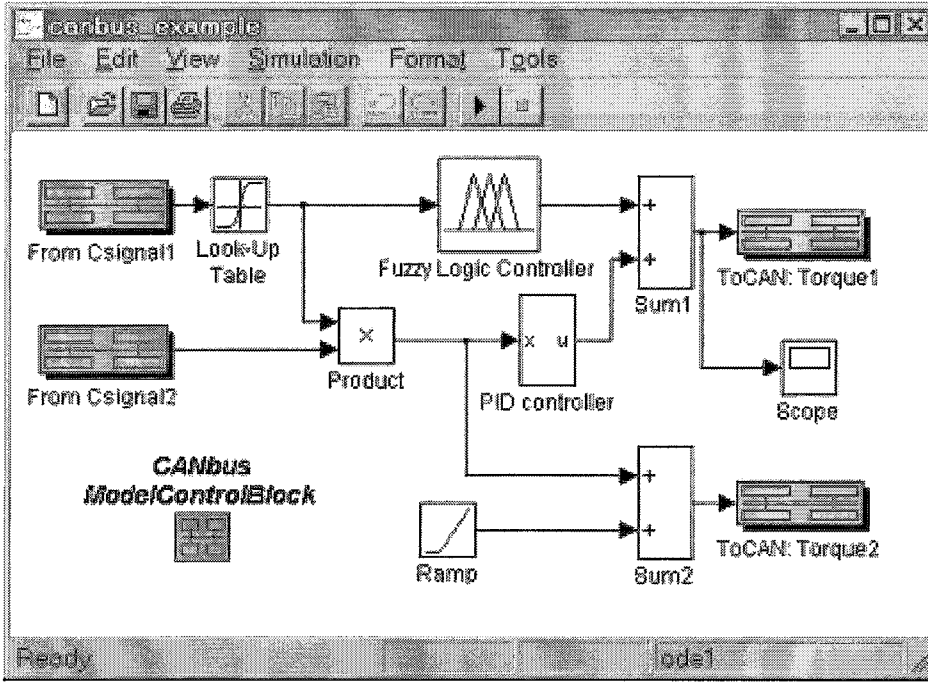 canbus_example
File Edit View Simulation Format Tools
From Csignal1
Look-Up
Table
Fuzzy Logic Controller
+
+
Sum1
ToCAN: Torque1
From Csignal2
×
Product
x u
PID controller
Scope
CANbus
ModelControlBlock
Ramp
+
+
Sum2
ToCAN: Torque2
Ready
ode1